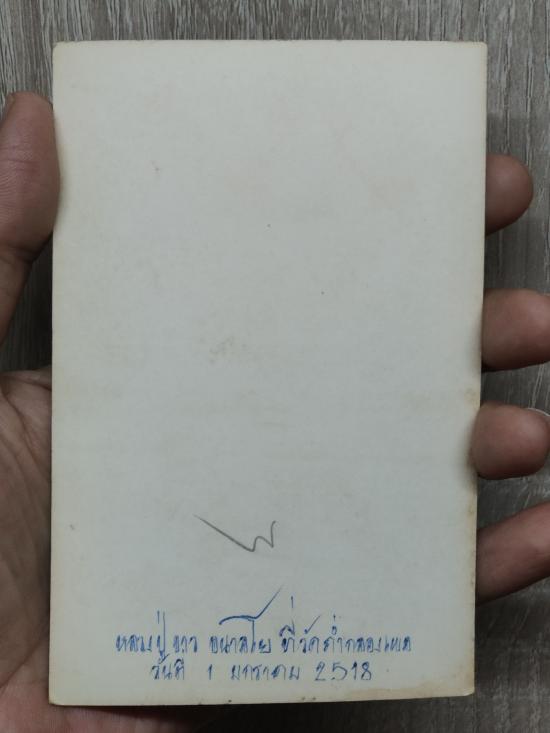 หลวงปู่ ขาว อนาลโย ที่วัดถ้ำกลองเพล
วันที่ 1 มกราคม 2518